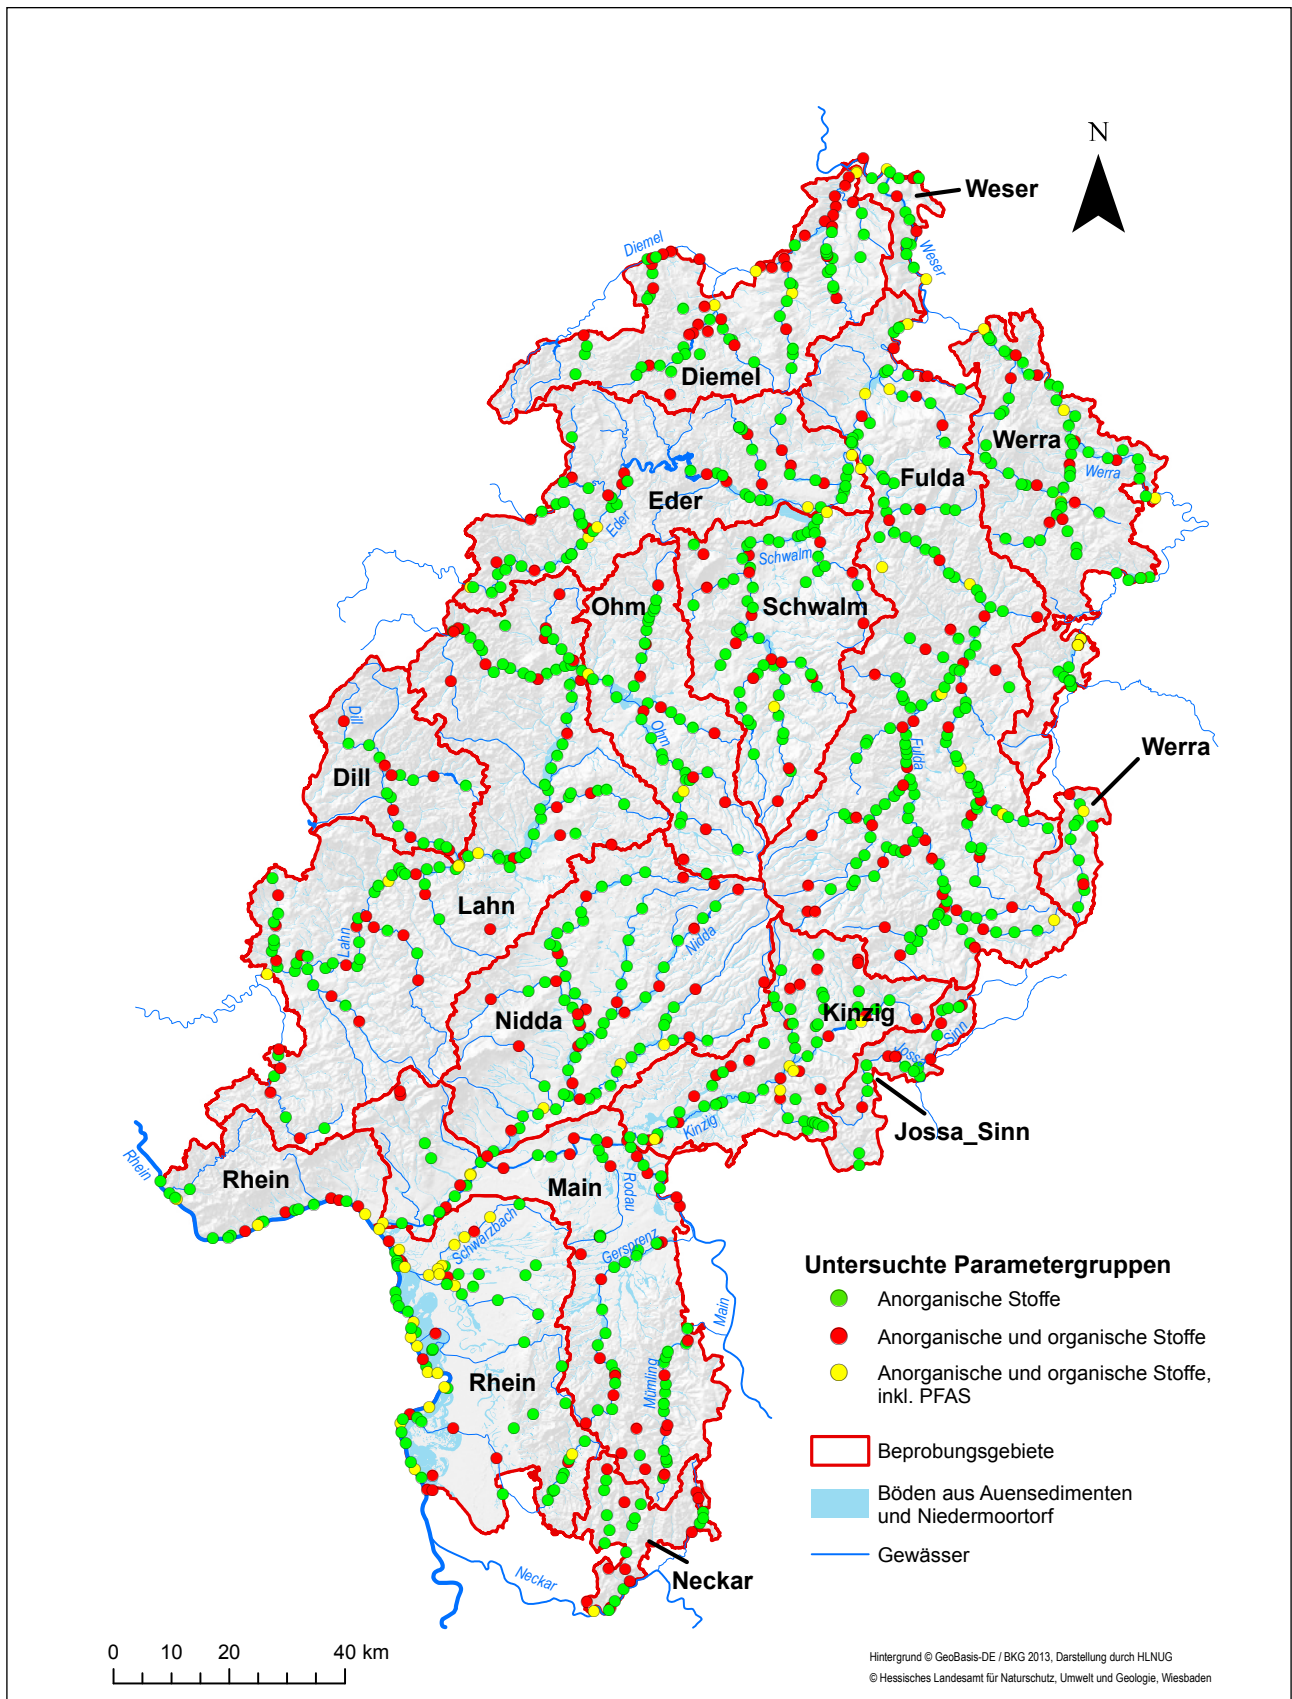 N
Weser
Diemel
Weser
Diemel
Werra
Werra
Fulda
Eder
Eder
Schwalm
Ohm
Schwalm
Dill
Ohm
Fulda
Werra
Dill
Lahn
Lahn
Nidda
Nidda
Kinzig
Sinn
Jossa
Kinzig
Jossa_Sinn
Rhein
Rhein
Main
Rodau
Schwarzbach
Gersprenz
Main
Rhein
Mümling
Neckar
Neckar
Untersuchte Parametergruppen
Anorganische Stoffe
Anorganische und organische Stoffe
Anorganische und organische Stoffe,
inkl. PFAS
Beprobungsgebiete
Böden aus Auensedimenten
und Niedermoortorf
Gewässer
0 10 20 40 km
Hintergrund © GeoBasis-DE / BKG 2013, Darstellung durch HLNUG
© Hessisches Landesamt für Naturschutz, Umwelt und Geologie, Wiesbaden